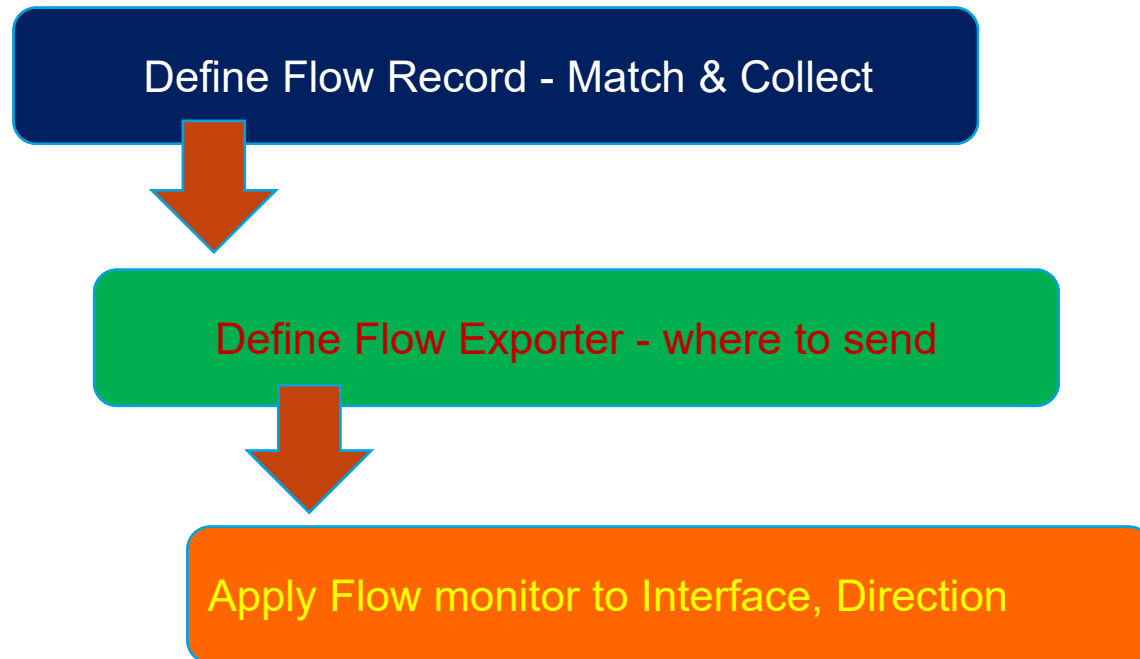 Define Flow Record - Match & Collect
Define Flow Exporter - where to send
Apply Flow monitor to Interface, Direction